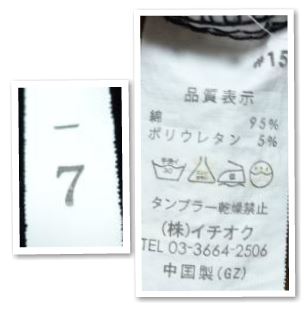 7
#15
品質表示
綿 95%
ポリウレタン 5%
タンブラー乾燥禁止
(株)イチオク
TEL 03-3664-2506
中国製(GZ)